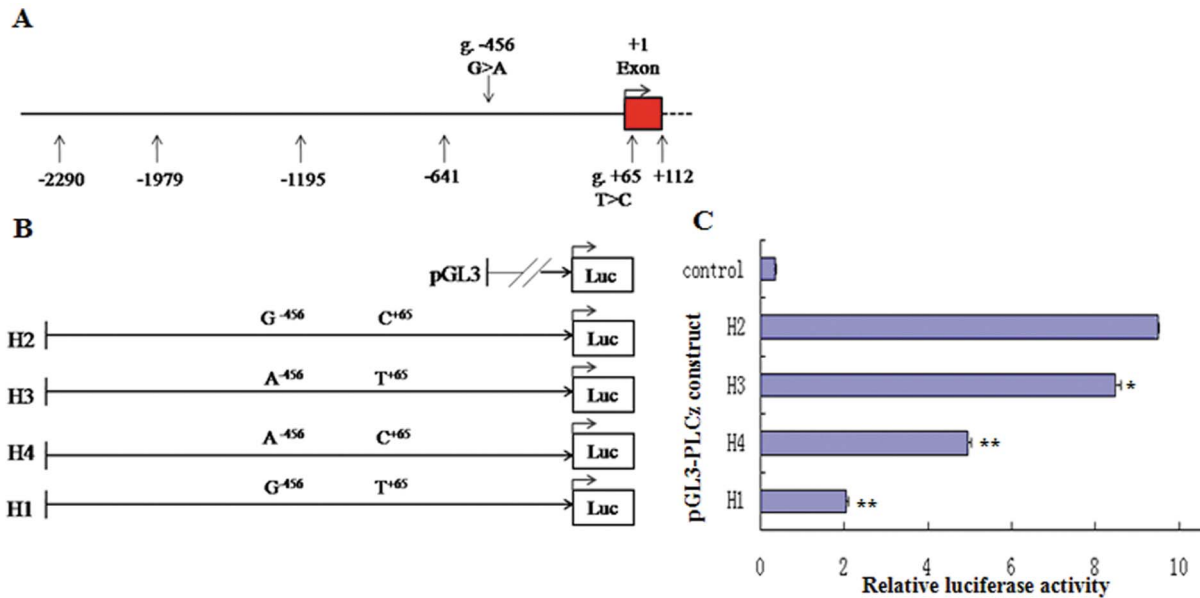 A
g. -456
G>A
+1
Exon
-2290
-1979
-1195
-641
g. +65
T>C
+112
B
pGL3
Luc
H2
G-456
C+65
Luc
H3
A-456
T+65
Luc
H4
A-456
C+65
Luc
H1
G-456
T+65
Luc
C
pGL3-PLCz construct
control
H2
H3
*
H4
**
H1
**
0 2 4 6 8 10
Relative luciferase activity